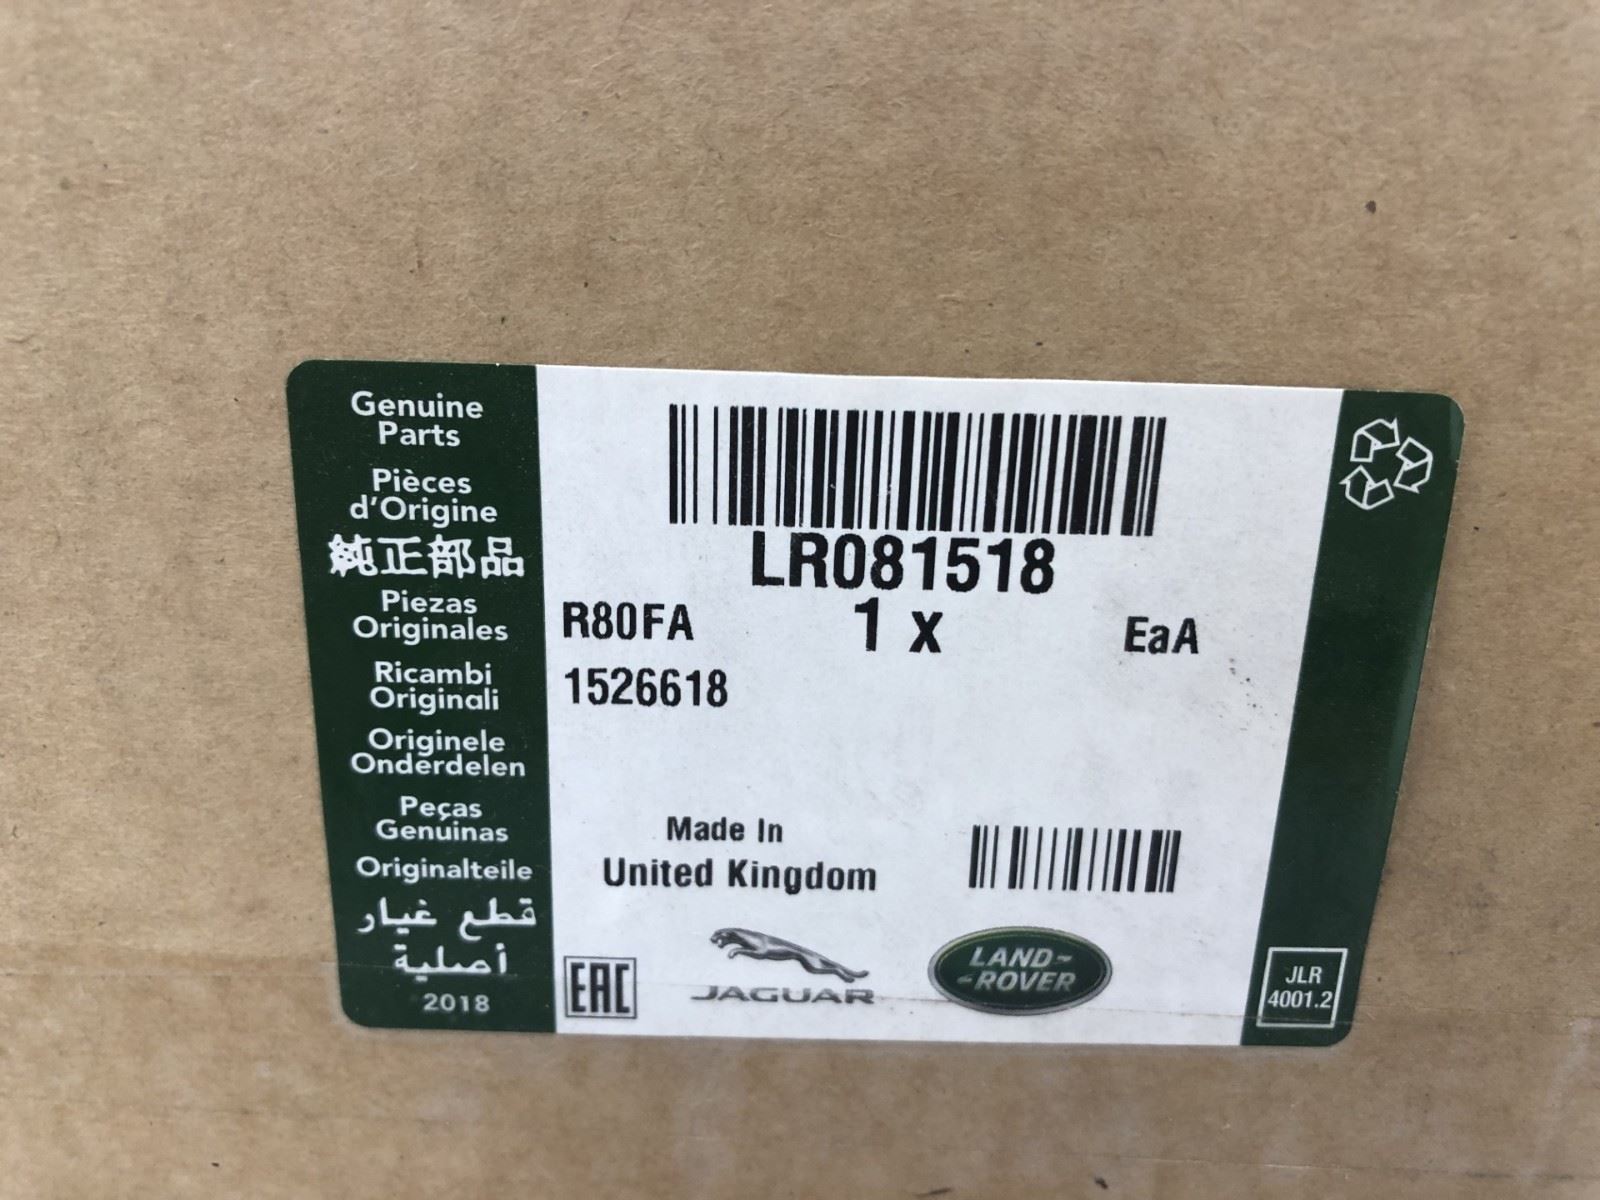 Genuine
Parts
Pièces
d'Origine
純正部品
Piezas
Originales
Ricambi
Originali
Originele
Onderdelen
Peças
Genuinas
Originalteile
قطع غيار
أصلية
2018
LR081518
R80FA 1 x EaA
1526618
Made In
United Kingdom
EAC
JAGUAR
LAND-
-ROVER
JLR
4001.2